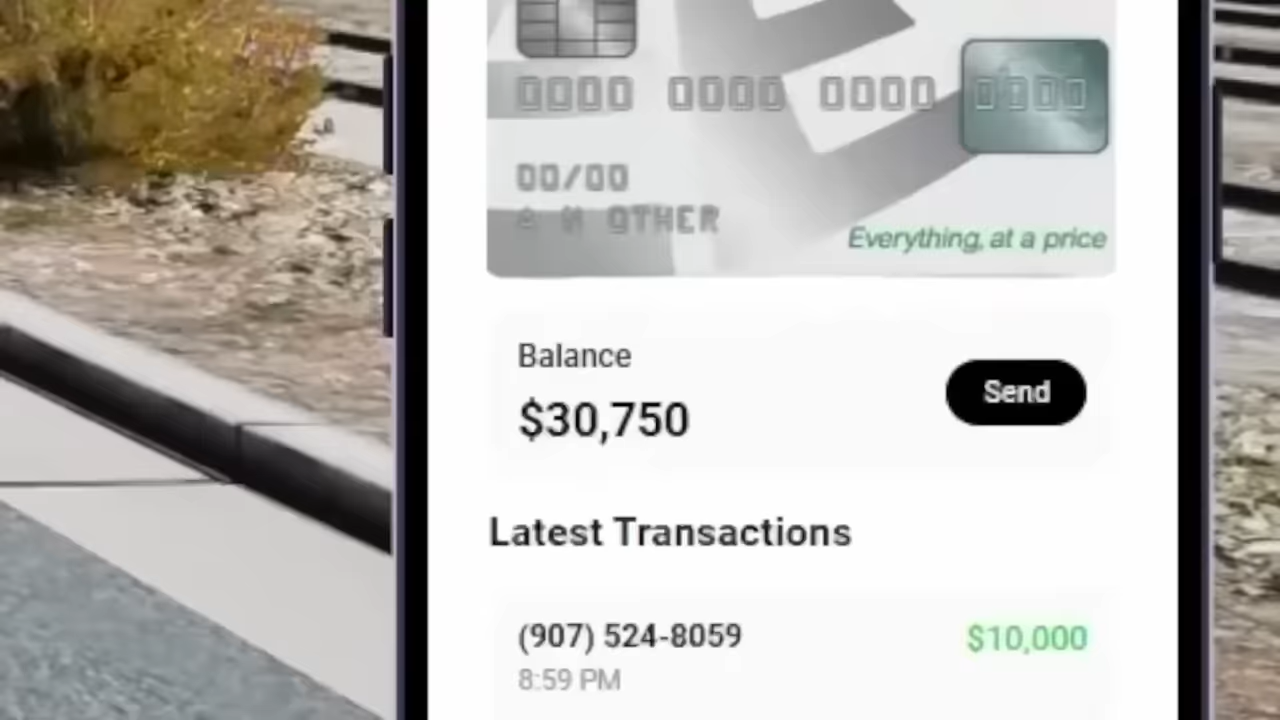 0000 0000 0000 0000
00/00
A N OTHER
Everything, at a price
Balance
$30,750
Send
Latest Transactions
(907) 524-8059
$10,000
8:59 PM